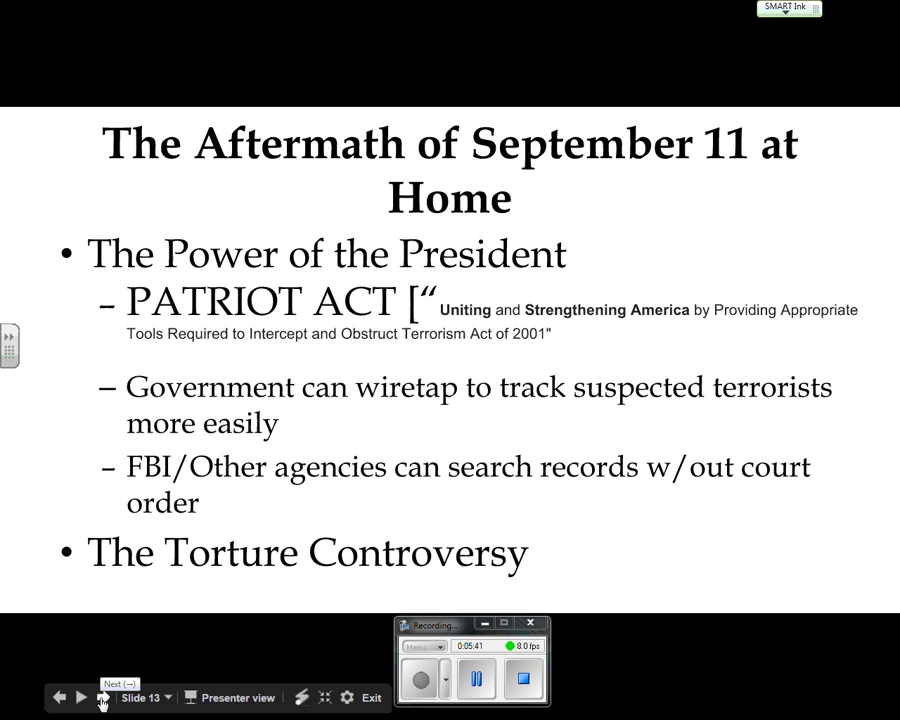 SMART Ink
The Aftermath of September 11 at
Home
• The Power of the President
– PATRIOT ACT [“ Uniting and Strengthening America by Providing Appropriate
Tools Required to Intercept and Obstruct Terrorism Act of 2001"
– Government can wiretap to track suspected terrorists
more easily
– FBI/Other agencies can search records w/out court
order
• The Torture Controversy
Recording...
Menu 0:05:41 8.0 fps
Next (→)
Slide 13 Presenter view Exit